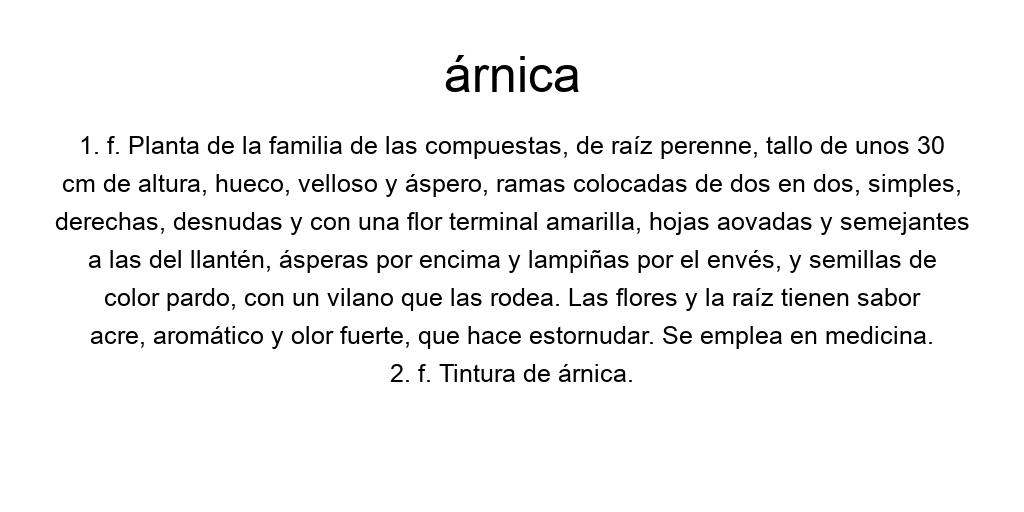 árnica
1. f. Planta de la familia de las compuestas, de raíz perenne, tallo de unos 30
cm de altura, hueco, velloso y áspero, ramas colocadas de dos en dos, simples,
derechas, desnudas y con una flor terminal amarilla, hojas aovadas y semejantes
a las del llantén, ásperas por encima y lampiñas por el envés, y semillas de
color pardo, con un vilano que las rodea. Las flores y la raíz tienen sabor
acre, aromático y olor fuerte, que hace estornudar. Se emplea en medicina.
2. f. Tintura de árnica.